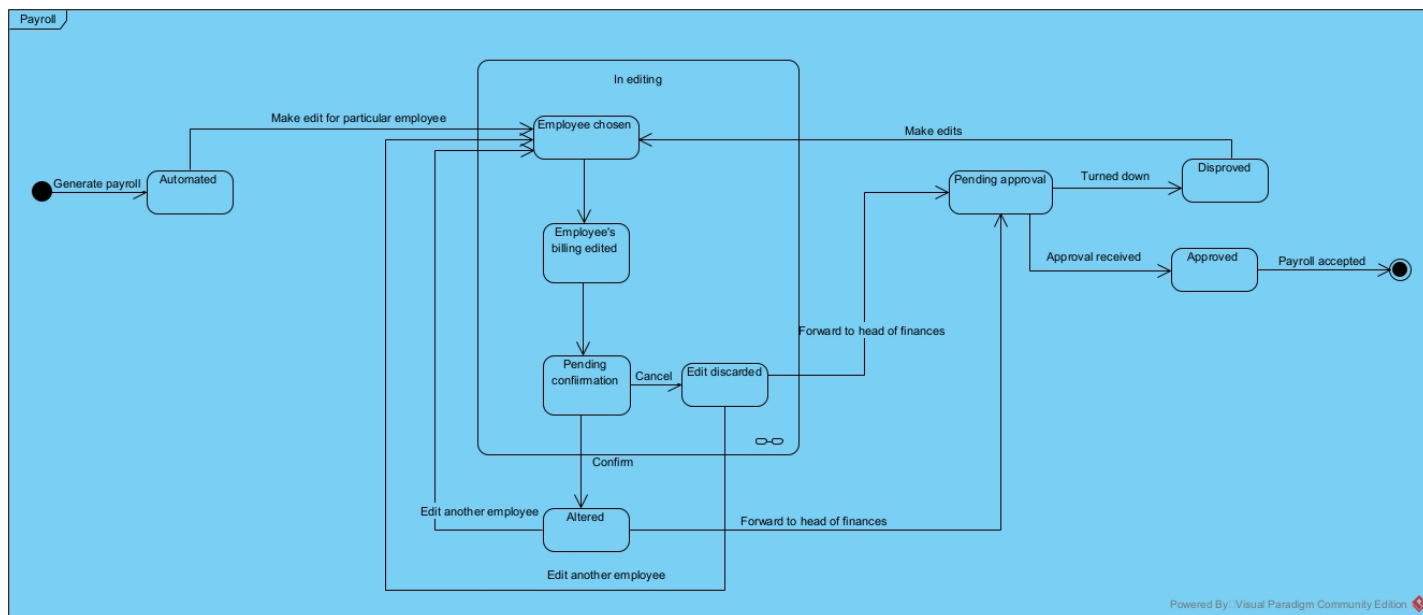 Payroll
In editing
Make edit for particular employee
Employee chosen
Make edits
Generate payroll
Automated
Pending approval
Turned down
Disproved
Employee's
billing edited
Approval received
Approved
Payroll accepted
Forward to head of finances
Pending
confiirmation
Cancel
Edit discarded
Confirm
Edit another employee
Altered
Forward to head of finances
Edit another employee
Powered By: Visual Paradigm Community Edition